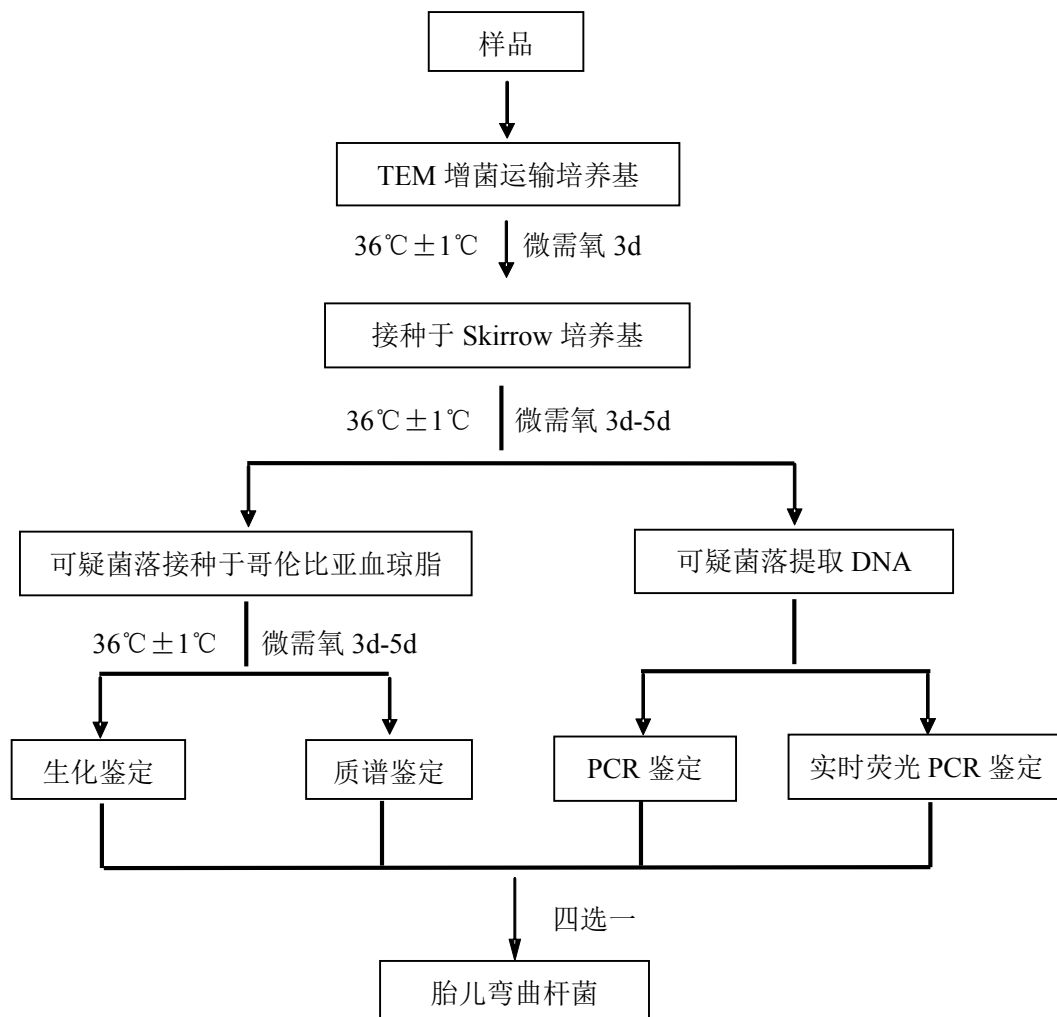 样品
TEM 增菌运输培养基
36℃±1℃ 微需氧 3d
接种于 Skirrow 培养基
36℃±1℃ 微需氧 3d-5d
可疑菌落接种于哥伦比亚血琼脂
可疑菌落提取 DNA
36℃±1℃ 微需氧 3d-5d
生化鉴定
质谱鉴定
PCR 鉴定
实时荧光 PCR 鉴定
四选一
胎儿弯曲杆菌